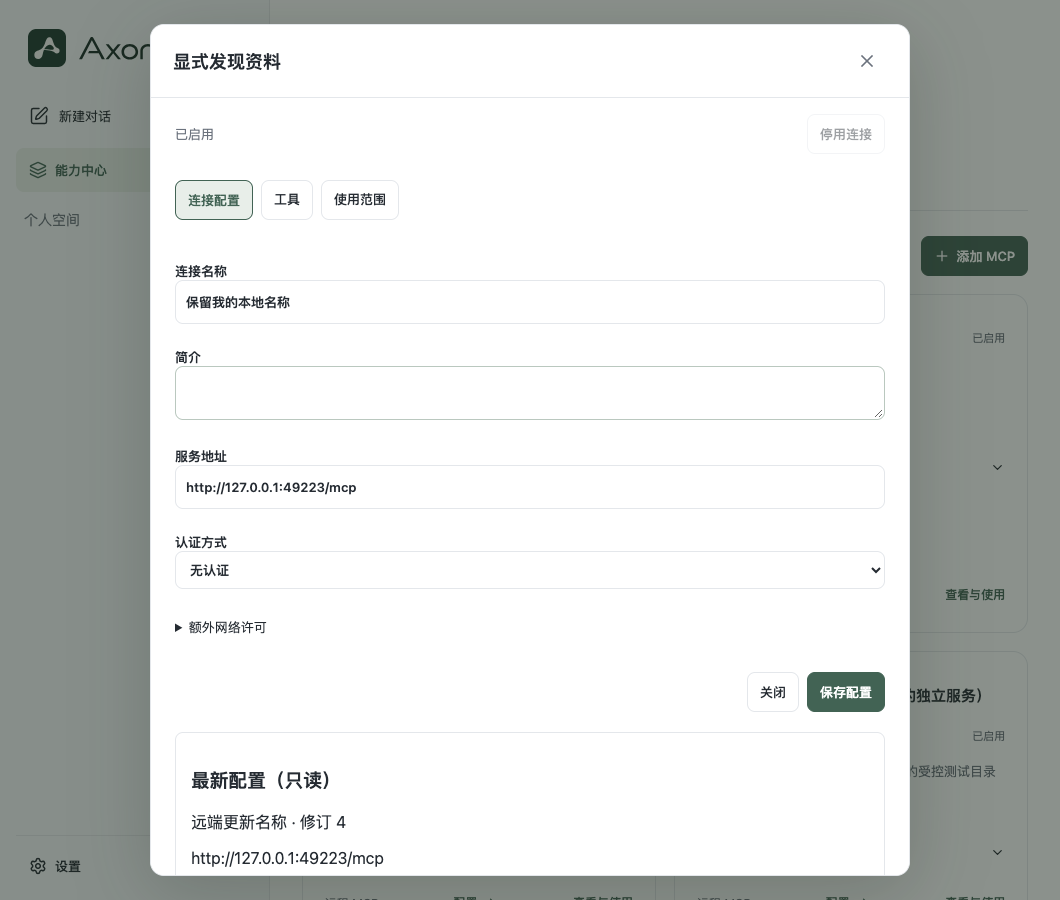 显式发现资料
Axon
新建对话
能力中心
个人空间
已启用
停用连接
连接配置
工具
使用范围
添加 MCP
连接名称
保留我的本地名称
已启用
简介
服务地址
http://127.0.0.1:49223/mcp
认证方式
无认证
查看与使用
额外网络许可
关闭
保存配置
的独立服务）
已启用
的受控测试目录
最新配置（只读）
远端更新名称 · 修订 4
http://127.0.0.1:49223/mcp
设置